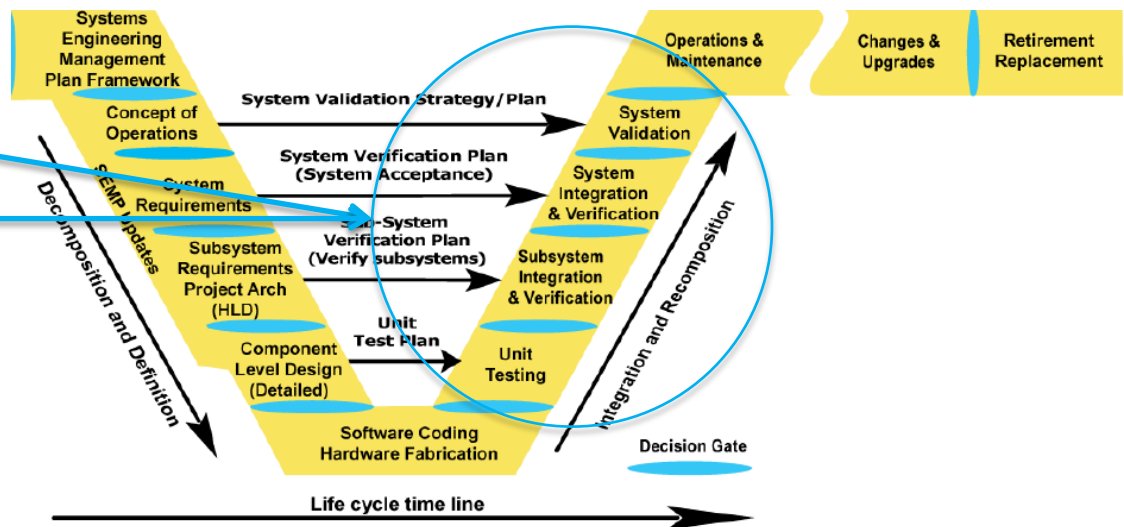 Systems
Engineering
Management
Plan Framework
Operations &
Maintenance
Changes &
Upgrades
Retirement
Replacement
System Validation Strategy/Plan
Concept of
Operations
System
Validation
System Verification Plan
(System Acceptance)
SEMP Updates
System
Requirements
System
Integration
& Verification
Decomposition and Definition
Sub-System
Verification Plan
(Verify subsystems)
Subsystem
Requirements
Project Arch
(HLD)
Subsystem
Integration
& Verification
Integration and Recomposition
Unit
Test Plan
Component
Level Design
(Detailed)
Unit
Testing
Software Coding
Hardware Fabrication
Decision Gate
Life cycle time line